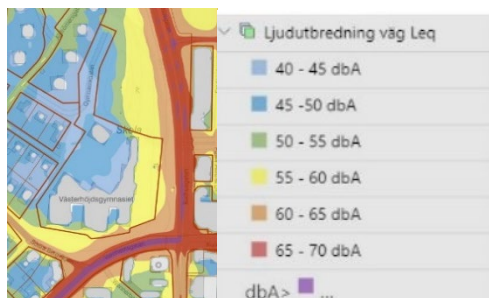 Västerhöjdsgymnasiet
Ljudutbredning väg Leq
40 - 45 dbA
45 -50 dbA
50 - 55 dbA
55 - 60 dbA
60 - 65 dbA
65 - 70 dbA
dbA> ...